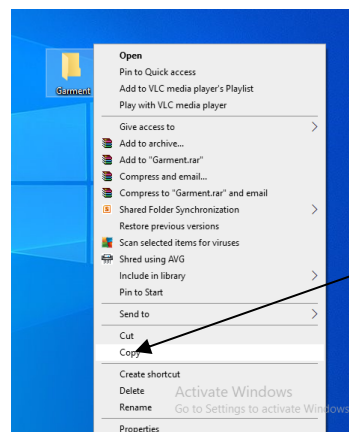 Garment
Open
Pin to Quick access
Add to VLC media player's Playlist
Play with VLC media player
Give access to
Add to archive...
Add to "Garment.rar"
Compress and email...
Compress to "Garment.rar" and email
Shared Folder Synchronization
Restore previous versions
Scan selected items for viruses
Shred using AVG
Include in library
Pin to Start
Send to
Cut
Copy
Create shortcut
Delete
Rename
Properties
Activate Windows
Go to Settings to activate Windows